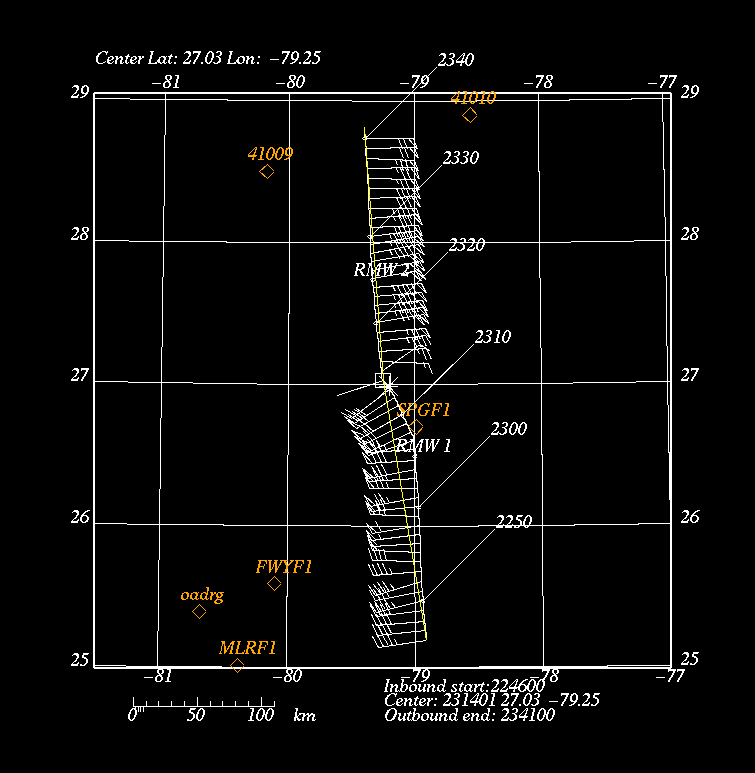 Center Lat: 27.03 Lon: −79.25
2340
−81 −80 −79 −78 −77
29 29
41010
41009
2330
28 28
2320
RMW 2
2310
27 27
SPGF1
2300
RMW 1
26 26
2250
FWYF1
oadrg
MLRF1
25 25
−81 −80 −79 −78 −77
Inbound start:224600
Center: 231401 27.03 −79.25
Outbound end: 234100
0 50 100 km